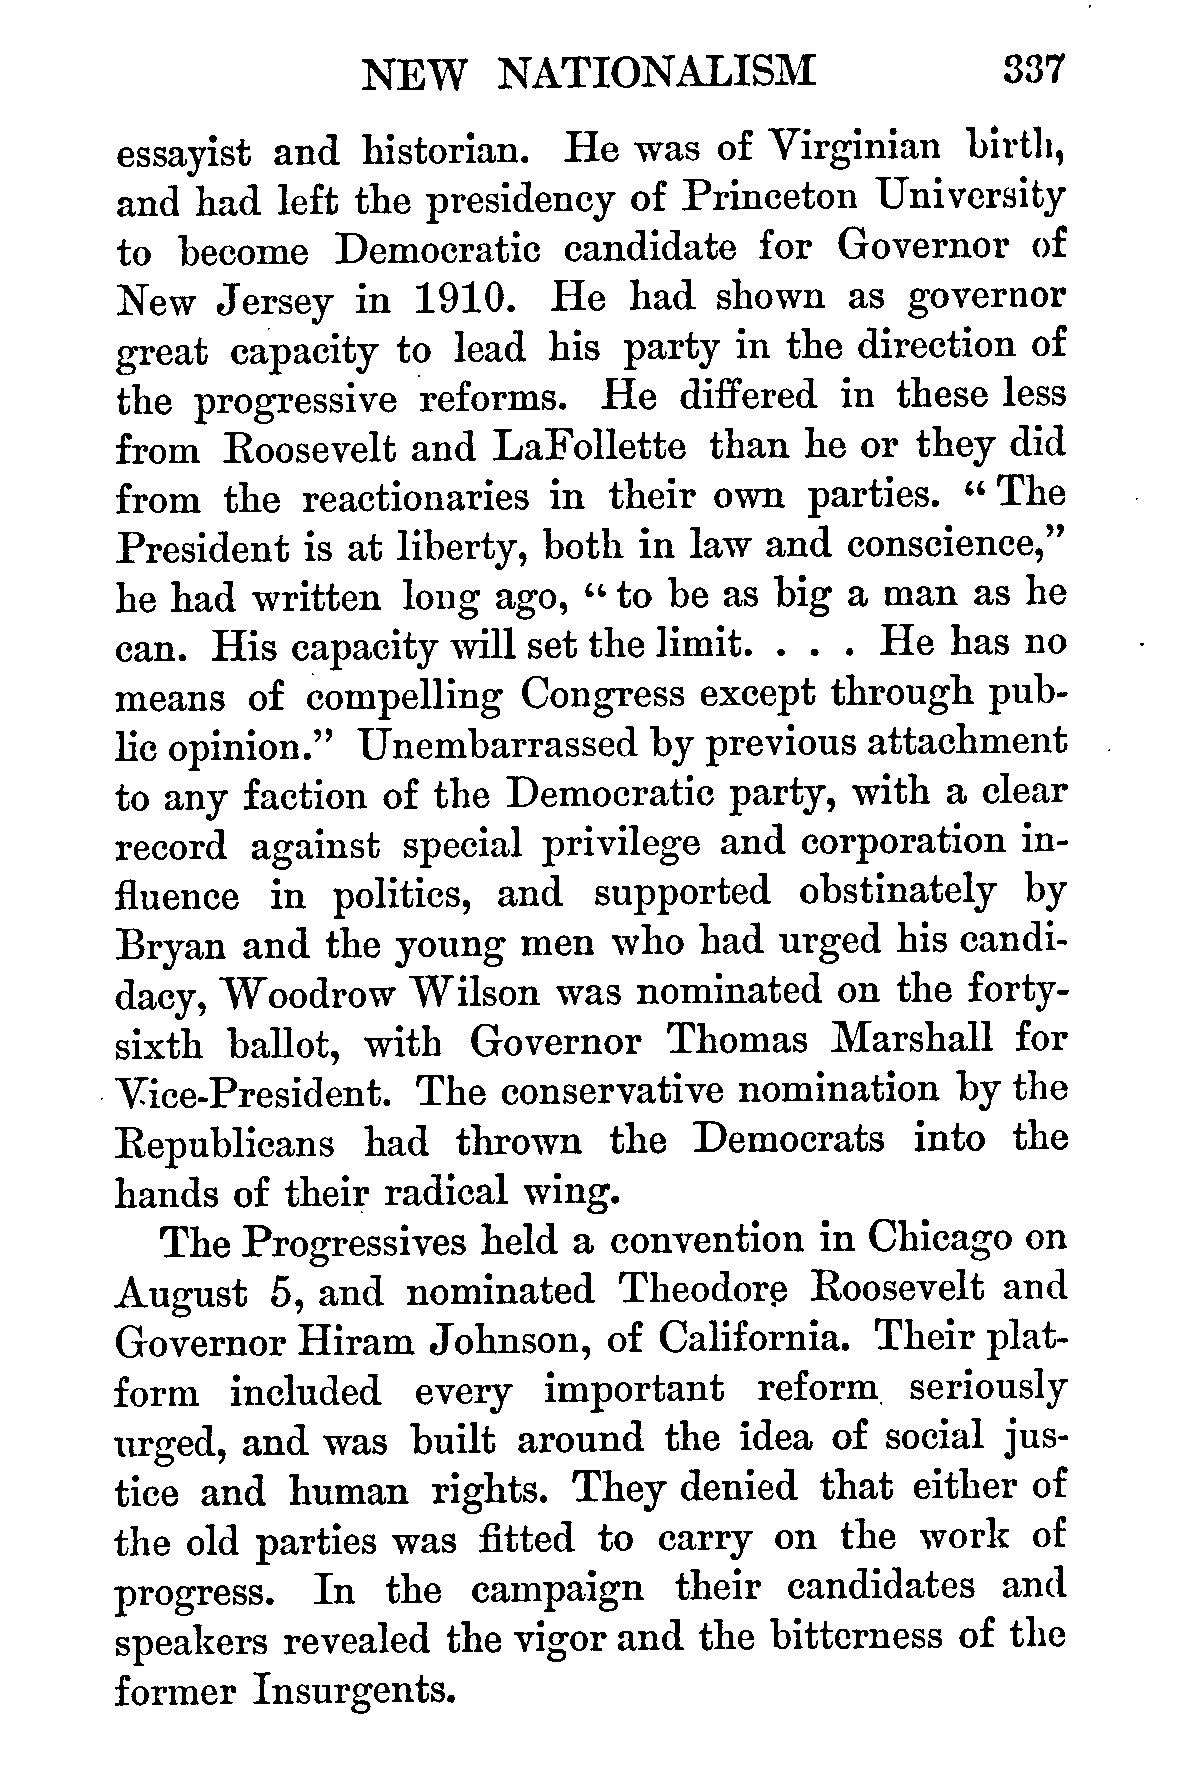 NEW NATIONALISM 337
essayist and historian. He was of Virginian birth,
and had left the presidency of Princeton University
to become Democratic candidate for Governor of
New Jersey in 1910. He had shown as governor
great capacity to lead his party in the direction of
the progressive reforms. He differed in these less
from Roosevelt and LaFollette than he or they did
from the reactionaries in their own parties. “The
President is at liberty, both in law and conscience,”
he had written long ago, “to be as big a man as he
can. His capacity will set the limit. . . . He has no
means of compelling Congress except through pub-
lic opinion.” Unembarrassed by previous attachment
to any faction of the Democratic party, with a clear
record against special privilege and corporation in-
fluence in politics, and supported obstinately by
Bryan and the young men who had urged his candi-
dacy, Woodrow Wilson was nominated on the forty-
sixth ballot, with Governor Thomas Marshall for
Vice-President. The conservative nomination by the
Republicans had thrown the Democrats into the
hands of their radical wing.
The Progressives held a convention in Chicago on
August 5, and nominated Theodore Roosevelt and
Governor Hiram Johnson, of California. Their plat-
form included every important reform seriously
urged, and was built around the idea of social jus-
tice and human rights. They denied that either of
the old parties was fitted to carry on the work of
progress. In the campaign their candidates and
speakers revealed the vigor and the bitterness of the
former Insurgents.